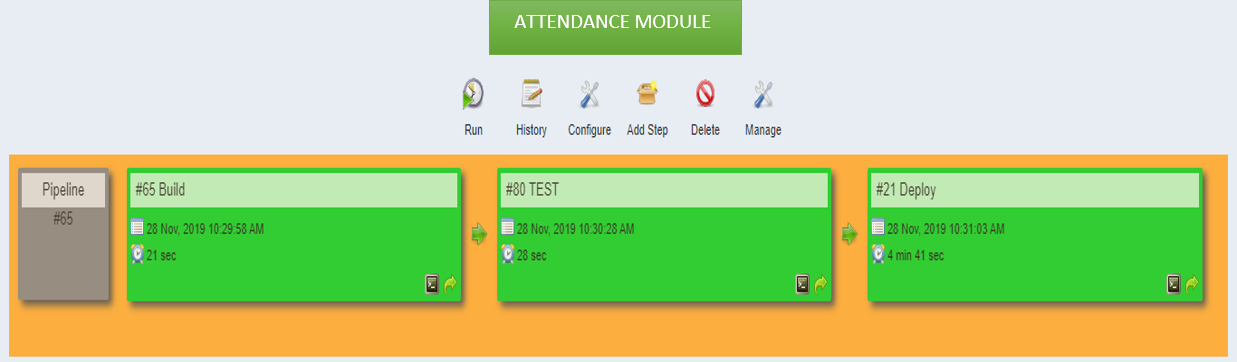 ATTENDANCE MODULE
Run History Configure Add Step Delete Manage
Pipeline
#65
#65 Build
28 Nov, 2019 10:29:58 AM
21 sec
#80 TEST
28 Nov, 2019 10:30:28 AM
28 sec
#21 Deploy
28 Nov, 2019 10:31:03 AM
4 min 41 sec